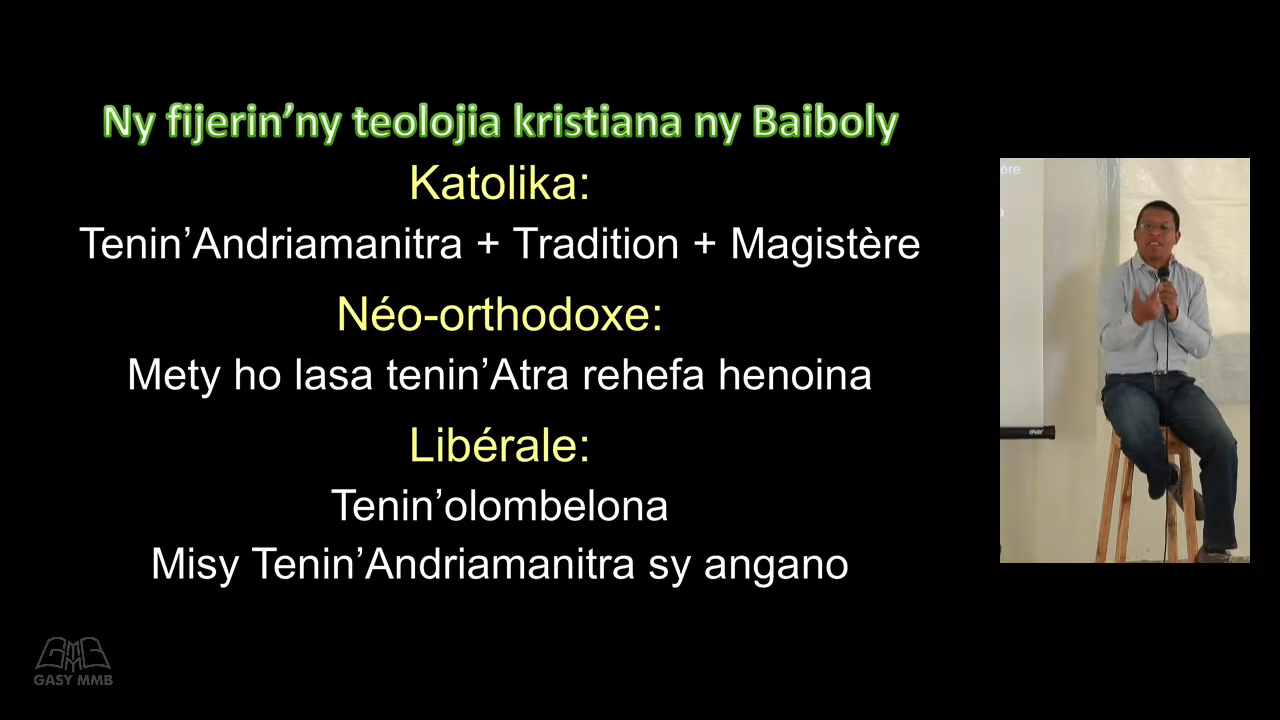 Ny fijerin’ny teolojia kristiana ny Baiboly
Katolika:
Tenin’Andriamanitra + Tradition + Magistère
Néo-orthodoxe:
Mety ho lasa tenin’Atra rehefa henoina
Libérale:
Tenin’olombelona
Misy Tenin’Andriamanitra sy angano
ere
a
GASY MMB